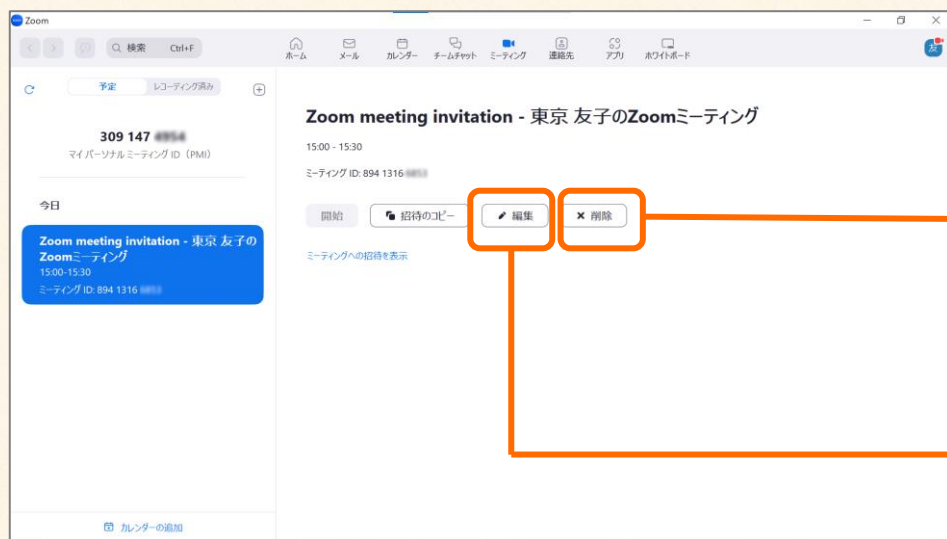 Zoom
検索 Ctrl+F
ホーム
メール
カレンダー
チームチャット
ミーティング
連絡先
アプリ
ホワイトボード
友
予定
レコーディング済み
309 147
マイ パーソナル ミーティング ID (PMI)
今日
Zoom meeting invitation - 東京 友子の
Zoomミーティング
15:00-15:30
ミーティング ID: 894 1316
カレンダーの追加
Zoom meeting invitation - 東京 友子のZoomミーティング
15:00 - 15:30
ミーティング ID: 894 1316
開始
招待のコピー
編集
削除
ミーティングへの招待を表示